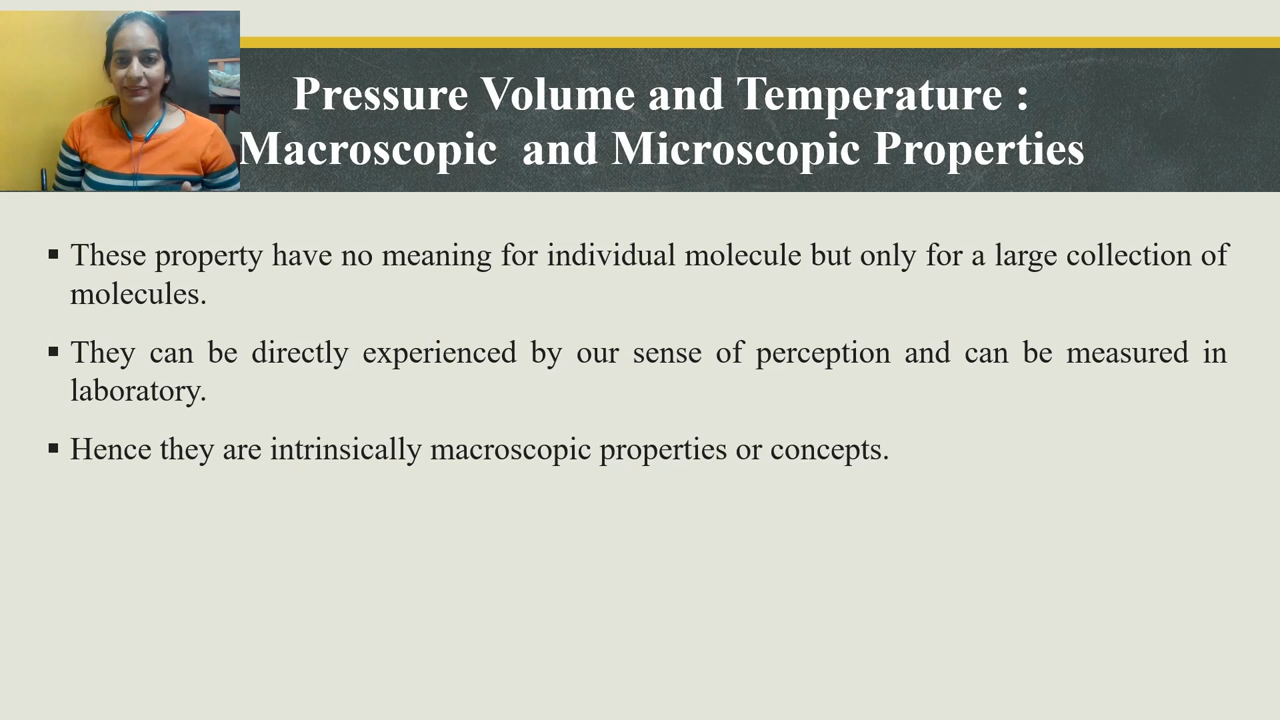 Pressure Volume and Temperature :
Macroscopic and Microscopic Properties
▪ These property have no meaning for individual molecule but only for a large collection of
molecules.
▪ They can be directly experienced by our sense of perception and can be measured in
laboratory.
▪ Hence they are intrinsically macroscopic properties or concepts.